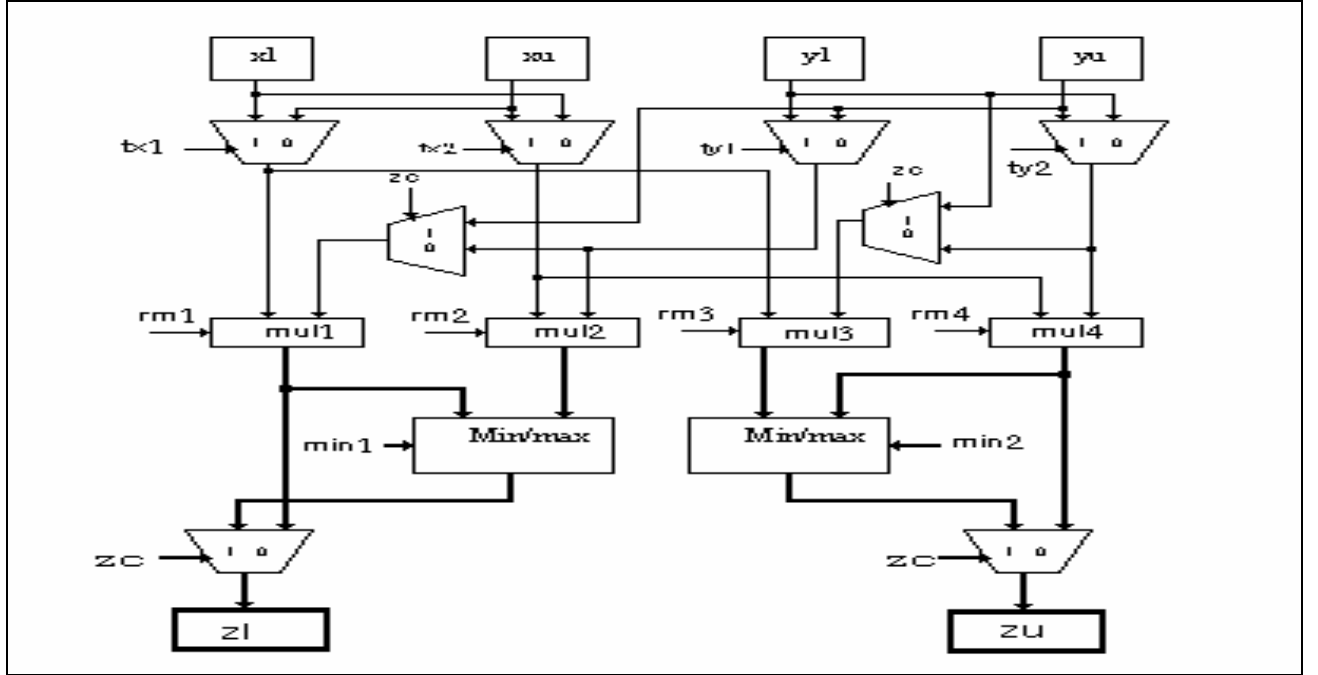 xl xu yl yu
1 0 1 0 1 0 1 0
tx1 tx2 ty1 ty2
zc zc
1 1
0 0
rm1 mul1 rm2 mul2 rm3 mul3 rm4 mul4
min1 Min/max Min/max min2
zc 1 0 zc 1 0
zl zu